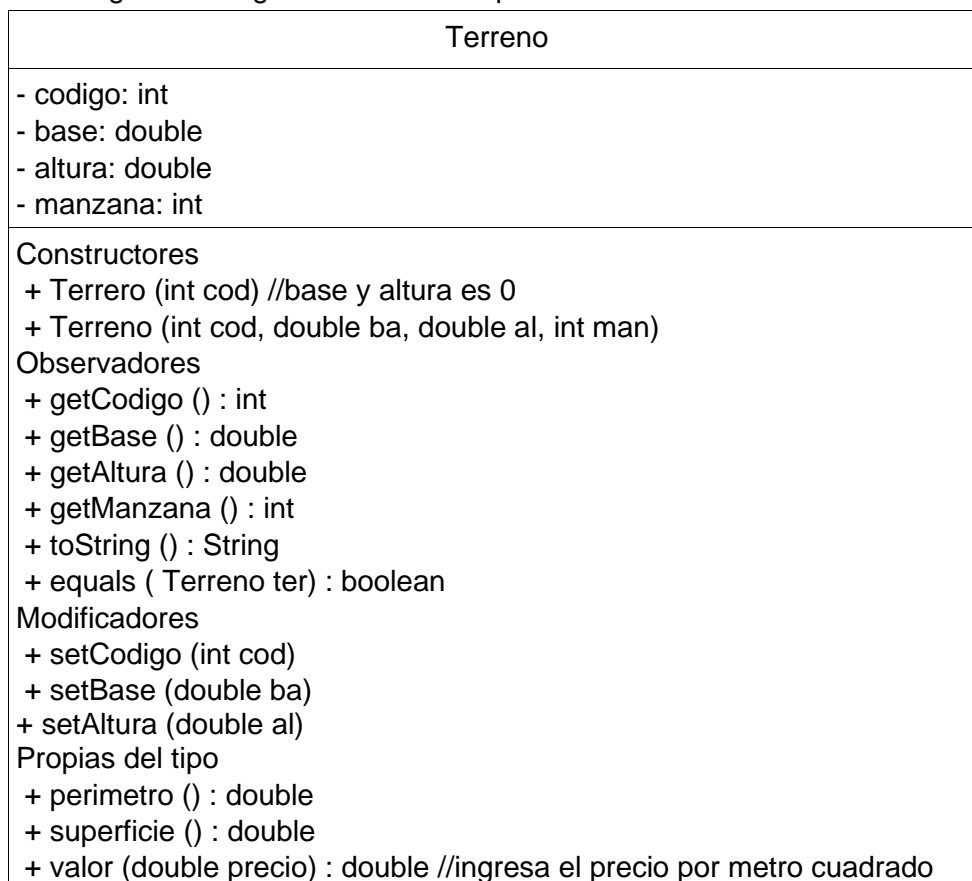 Terreno
- codigo: int
- base: double
- altura: double
- manzana: int
Constructores
+ Terrero (int cod) //base y altura es 0
+ Terreno (int cod, double ba, double al, int man)
Observadores
+ getCodigo () : int
+ getBase () : double
+ getAltura () : double
+ getManzana () : int
+ toString () : String
+ equals ( Terreno ter) : boolean
Modificadores
+ setCodigo (int cod)
+ setBase (double ba)
+ setAltura (double al)
Propias del tipo
+ perimetro () : double
+ superficie () : double
+ valor (double precio) : double //ingresa el precio por metro cuadrado